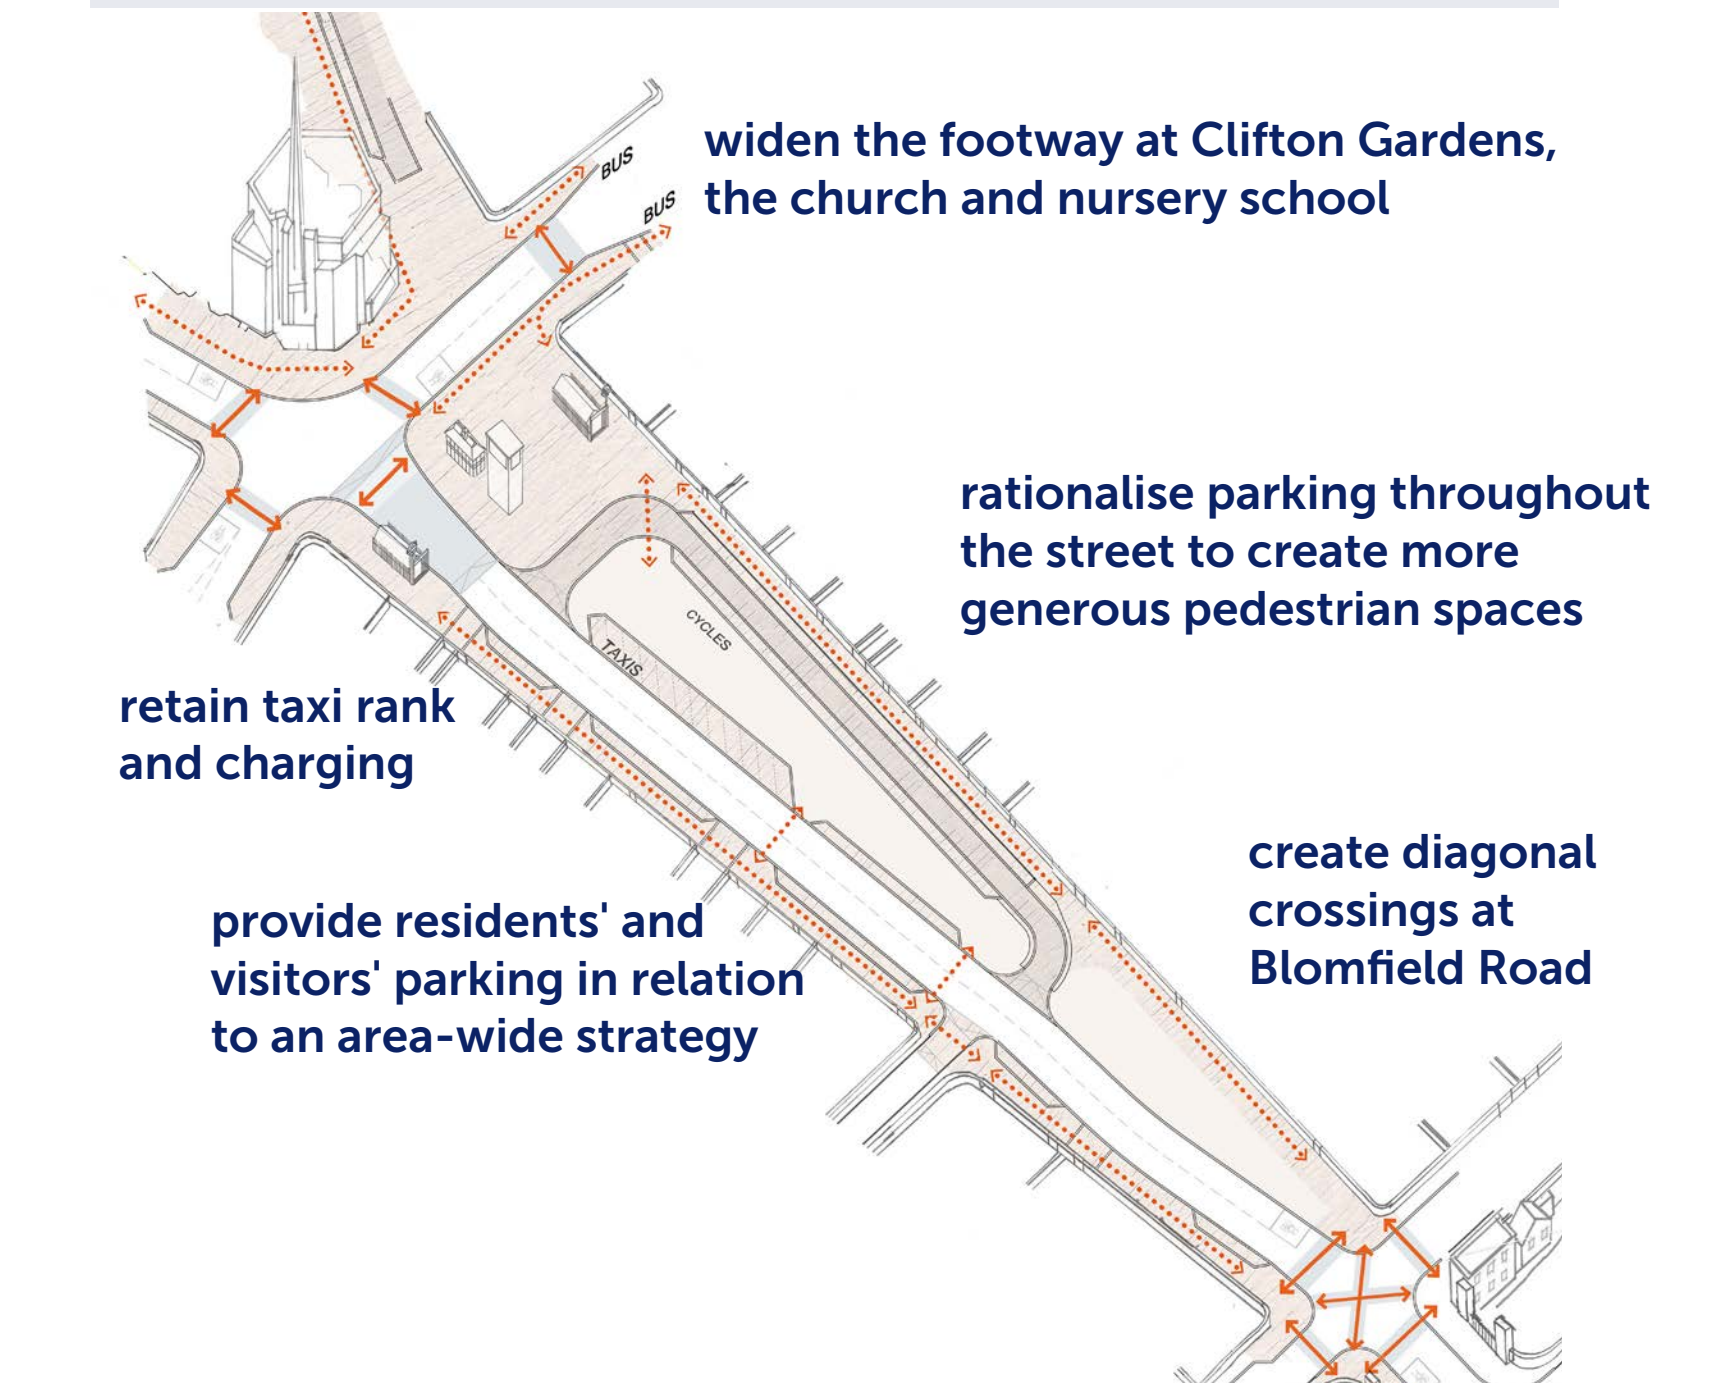 widen the footway at Clifton Gardens,
the church and nursery school
BUS
BUS
rationalise parking throughout
the street to create more
generous pedestrian spaces
CYCLES
TAXIS
retain taxi rank
and charging
create diagonal
crossings at
Blomfield Road
provide residents' and
visitors' parking in relation
to an area-wide strategy